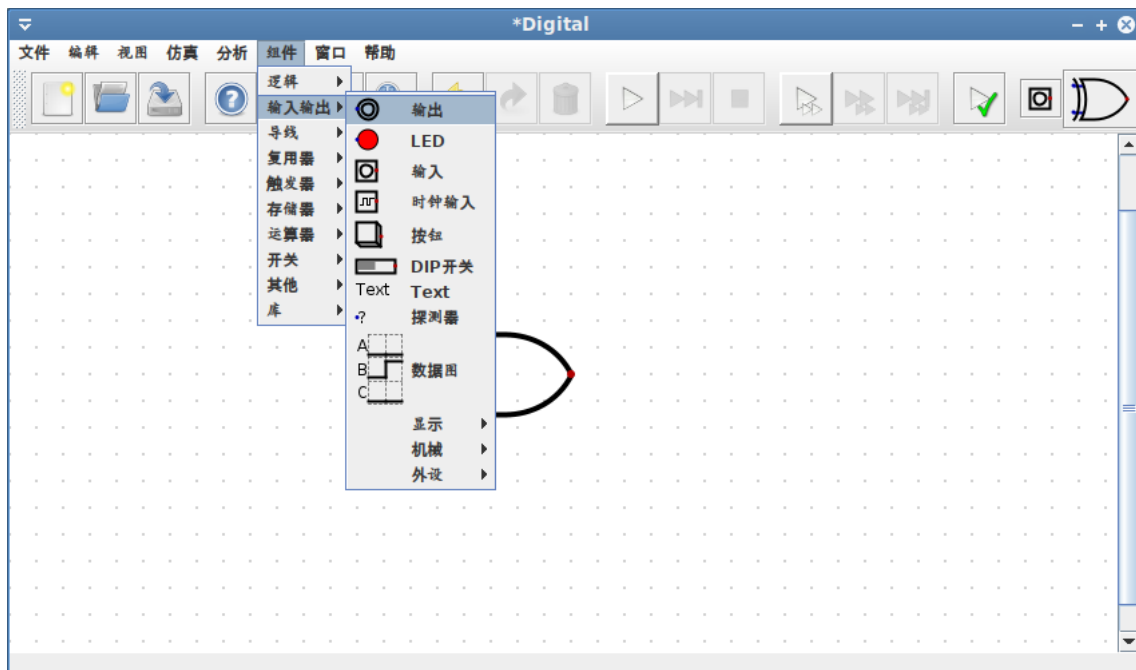 *Digital
文件 编辑 视图 仿真 分析 组件 窗口 帮助
逻辑
输入输出
导线
复用器
触发器
存储器
运算器
开关
其他
库
输出
LED
输入
时钟输入
按钮
DIP开关
Text Text
?
探测器
A
B
C
数据图
显示
机械
外设